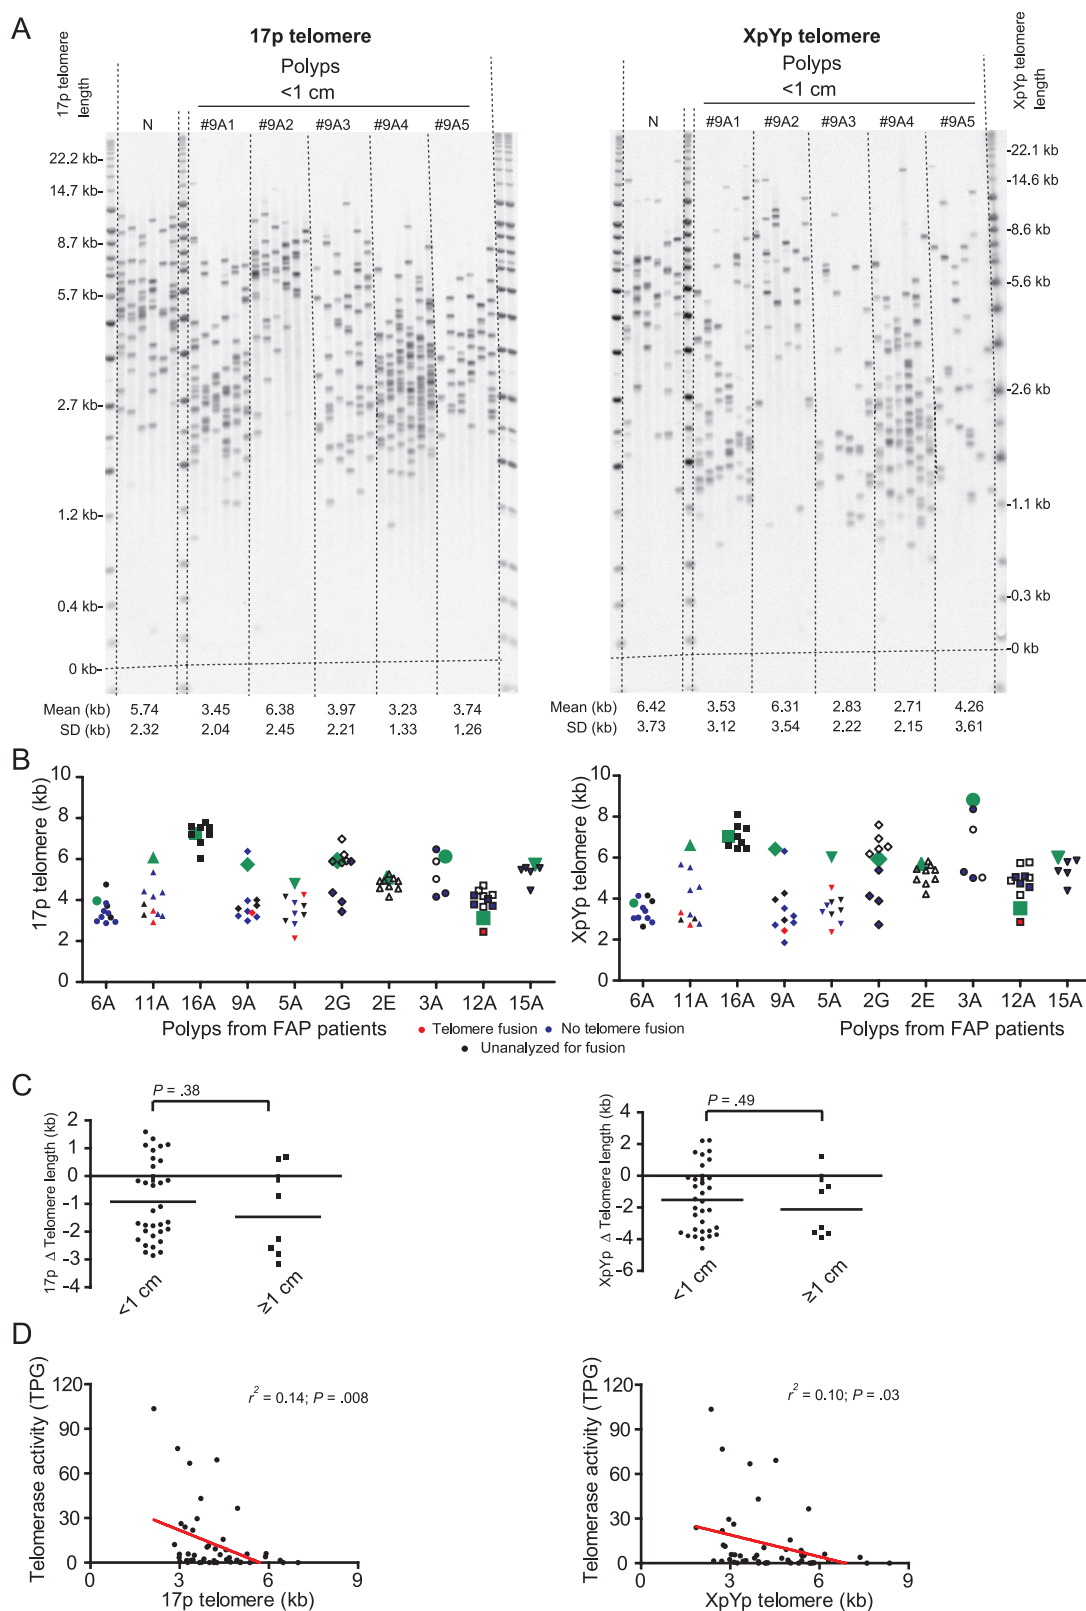 A
17p telomere
Polyps
<1 cm
17p telomere
length
N #9A1 #9A2 #9A3 #9A4 #9A5
22.2 kb-
14.7 kb-
8.7 kb-
5.7 kb-
2.7 kb-
1.2 kb-
0.4 kb-
0 kb-
Mean (kb) 5.74 3.45 6.38 3.97 3.23 3.74
SD (kb) 2.32 2.04 2.45 2.21 1.33 1.26
XpYp telomere
Polyps
<1 cm
XpYp telomere
length
N #9A1 #9A2 #9A3 #9A4 #9A5
-22.1 kb
-14.6 kb
-8.6 kb
-5.6 kb
-2.6 kb
-1.1 kb
-0.3 kb
-0 kb
Mean (kb) 6.42 3.53 6.31 2.83 2.71 4.26
SD (kb) 3.73 3.12 3.54 2.22 2.15 3.61
B
17p telomere (kb)
10
8
6
4
2
0
6A 11A 16A 9A 5A 2G 2E 3A 12A 15A
Polyps from FAP patients
XpYp telomere (kb)
10
8
6
4
2
0
6A 11A 16A 9A 5A 2G 2E 3A 12A 15A
Polyps from FAP patients
Telomere fusion No telomere fusion
Unanalyzed for fusion
C
17p Δ Telomere length (kb)
P = .38
2
1
0
-1
-2
-3
-4
<1 cm ≥1 cm
XpYp Δ Telomere length (kb)
P = .49
4
2
0
-2
-4
-6
<1 cm ≥1 cm
D
Telomerase activity (TPG)
r² = 0.14; P = .008
120
90
60
30
0
0 3 6 9
17p telomere (kb)
Telomerase activity (TPG)
r² = 0.10; P = .03
120
90
60
30
0
0 3 6 9
XpYp telomere (kb)